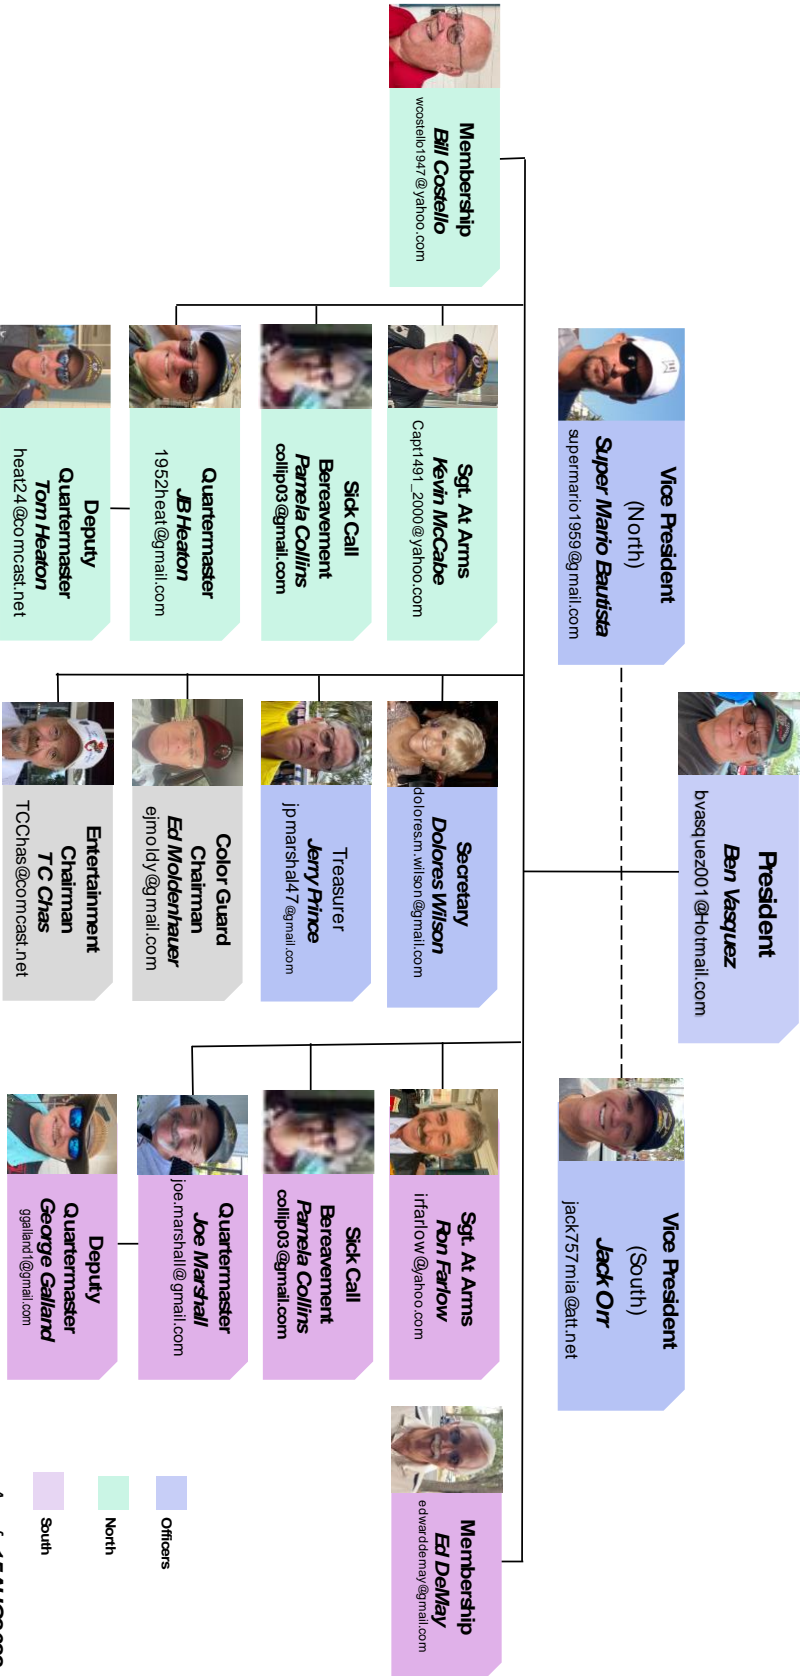 President
Ben Vasquez
bvasquez001@Hotmail.com
Vice President
(North)
Super Mario Bautista
supermario1959@gmail.com
Vice President
(South)
Jack Orr
jack757mia@att.net
Membership
Bill Costello
wcostello1947@yahoo.com
Sgt. At Arms
Kevin McCabe
Capt1491_2000@yahoo.com
Sick Call
Bereavement
Pamela Collins
collip03@gmail.com
Quartermaster
JB Heaton
1952heat@gmail.com
Deputy
Quartermaster
Tom Heaton
heat24@comcast.net
Secretary
Dolores Wilson
dolores.m.wilson@gmail.com
Treasurer
Jerry Prince
jpmarshal47@gmail.com
Color Guard
Chairman
Ed Moldenhauer
ejmoldy@gmail.com
Entertainment
Chairman
TC Chas
TCChas@comcast.net
Sgt. At Arms
Ron Farlow
irfarlow@yahoo.com
Sick Call
Bereavement
Pamela Collins
collip03@gmail.com
Quartermaster
Joe Marshall
joe.marshall@gmail.com
Deputy
Quartermaster
George Galland
ggalland1@gmail.com
Membership
Ed DeMay
edwarddemay@gmail.com
Officers
North
South